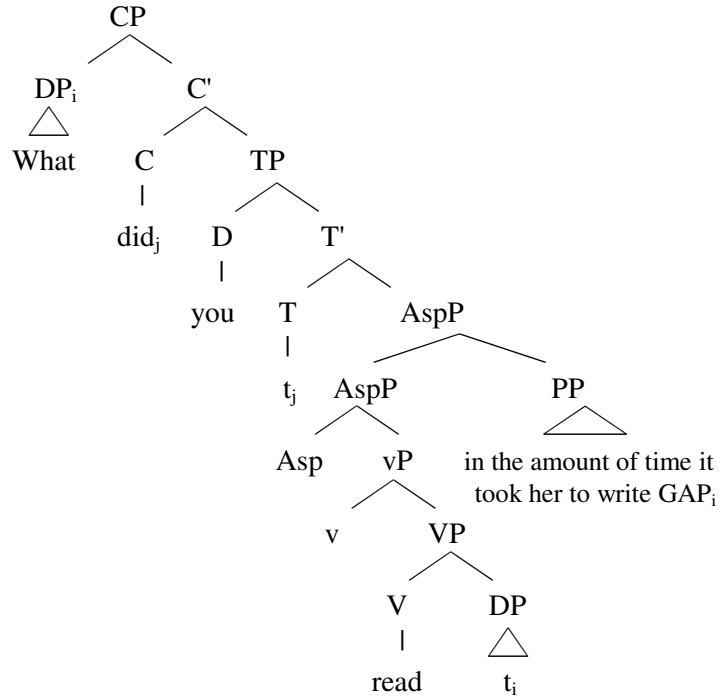 CP
DPᵢ C'
What C TP
didⱼ D T'
you T AspP
tⱼ AspP PP
Asp vP in the amount of time it
took her to write GAPᵢ
v VP
V DP
read tᵢ